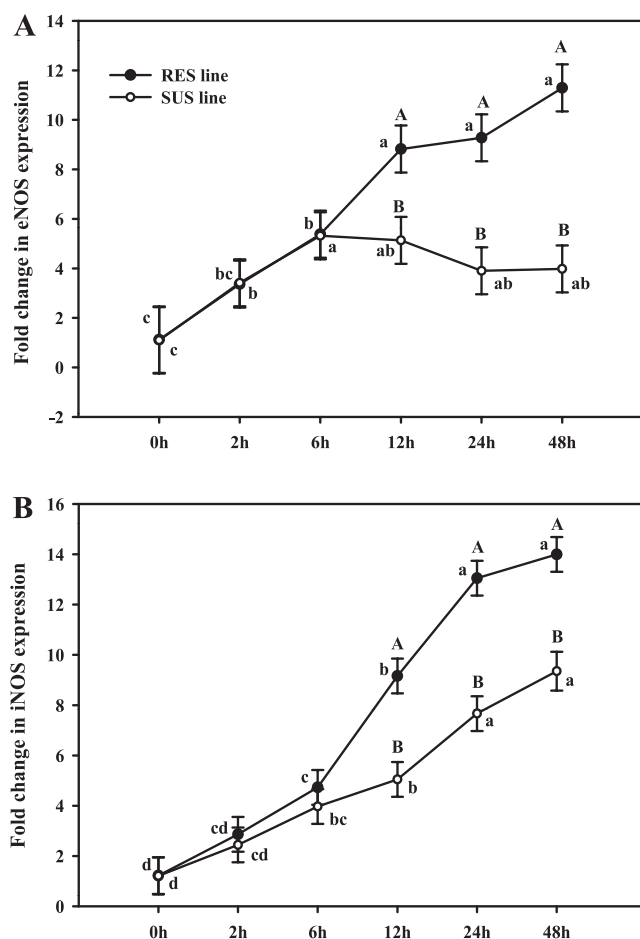 A
Fold change in eNOS expression
14
12
10
8
6
4
2
0
-2
RES line
SUS line
A
A
A
a
a
a
b
B
B
B
a
ab
ab
ab
bc
b
c
c
0h 2h 6h 12h 24h 48h
B
Fold change in iNOS expression
16
14
12
10
8
6
4
2
0
A
A
a
a
A
b
B
B
a
a
c
B
b
cd
bc
cd
d
d
0h 2h 6h 12h 24h 48h